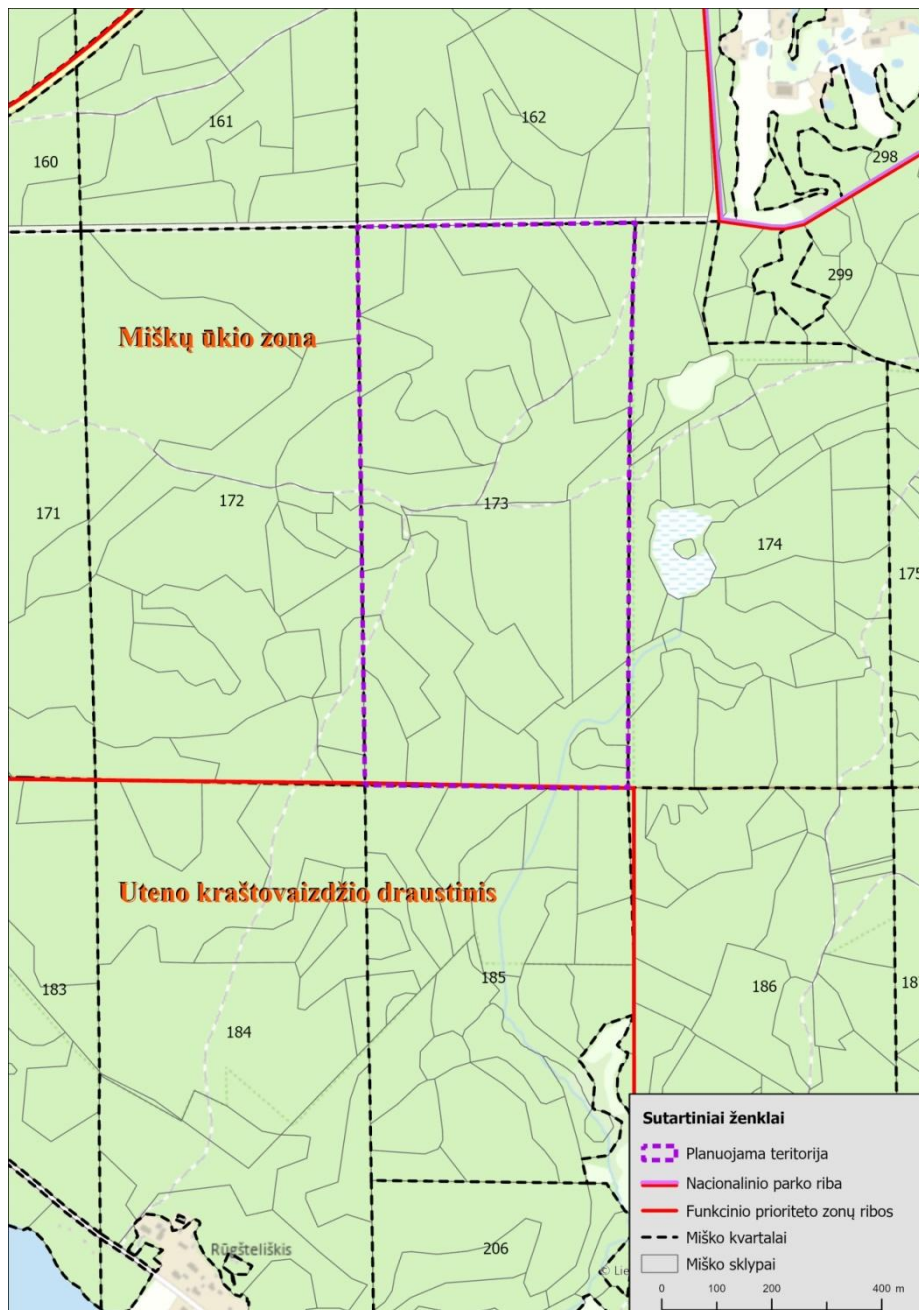 161
162
160
298
299
Miškų ūkio zona
171
172
173
174
175
Uteno kraštovaizdžio draustinis
183
184
185
186
Rūgšteliškis
206
Sutartiniai ženklai
Planuojama teritorija
Nacionalinio parko riba
Funkcinio prioriteto zonų ribos
Miško kvartalai
Miško sklypai
0 100 200 400 m